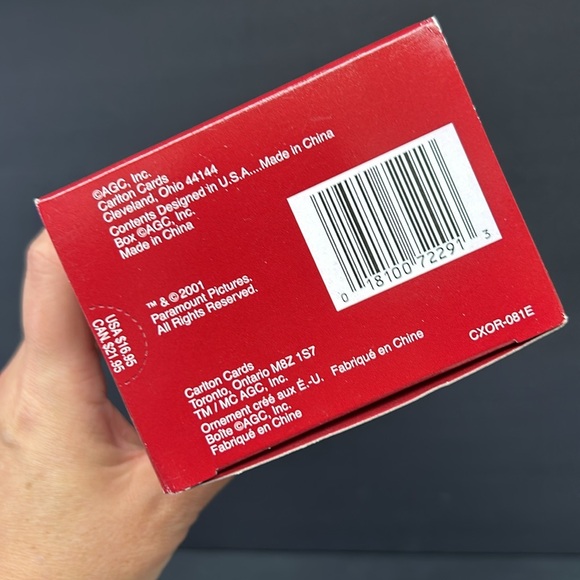 ©AGC, Inc.
Carlton Cards
Cleveland, Ohio 44144
Contents Designed in U.S.A....Made in China
Box ©AGC, Inc.
Made in China
™ & © 2001
Paramount Pictures.
All Rights Reserved.
USA $16.95
CAN. $21.95
0 18100 72291 3
CXOR-081E
Carlton Cards
Toronto, Ontario M8Z 1S7
TM / MC AGC, Inc.
Ornement créé aux É.-U. Fabriqué en Chine
Boîte ©AGC, Inc.
Fabriqué en Chine